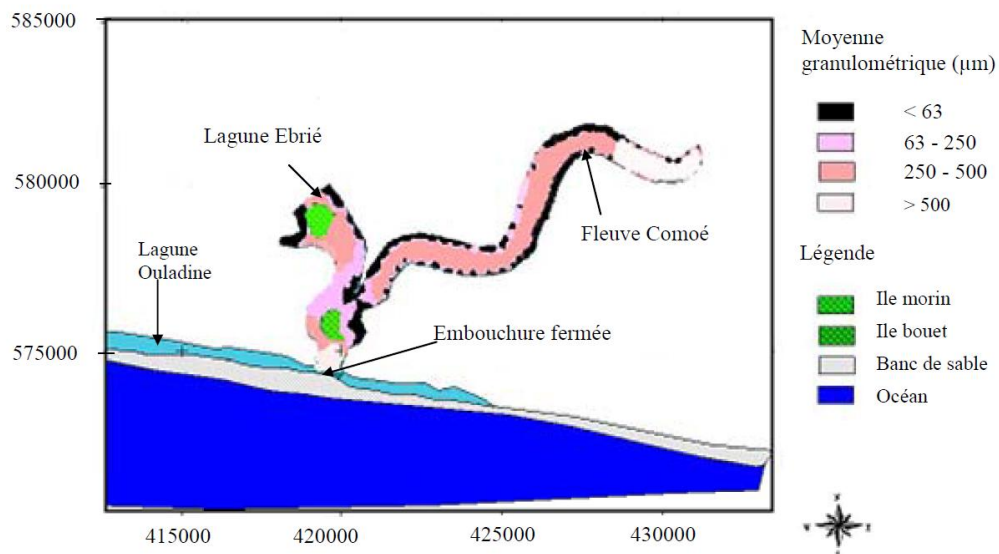 585000
580000
575000
415000
420000
425000
430000
Lagune Ebrié
Lagune
Ouladine
Fleuve Comoé
Embouchure fermée
Moyenne
granulométrique (µm)
< 63
63 - 250
250 - 500
> 500
Légende
Ile morin
Ile bouet
Banc de sable
Océan